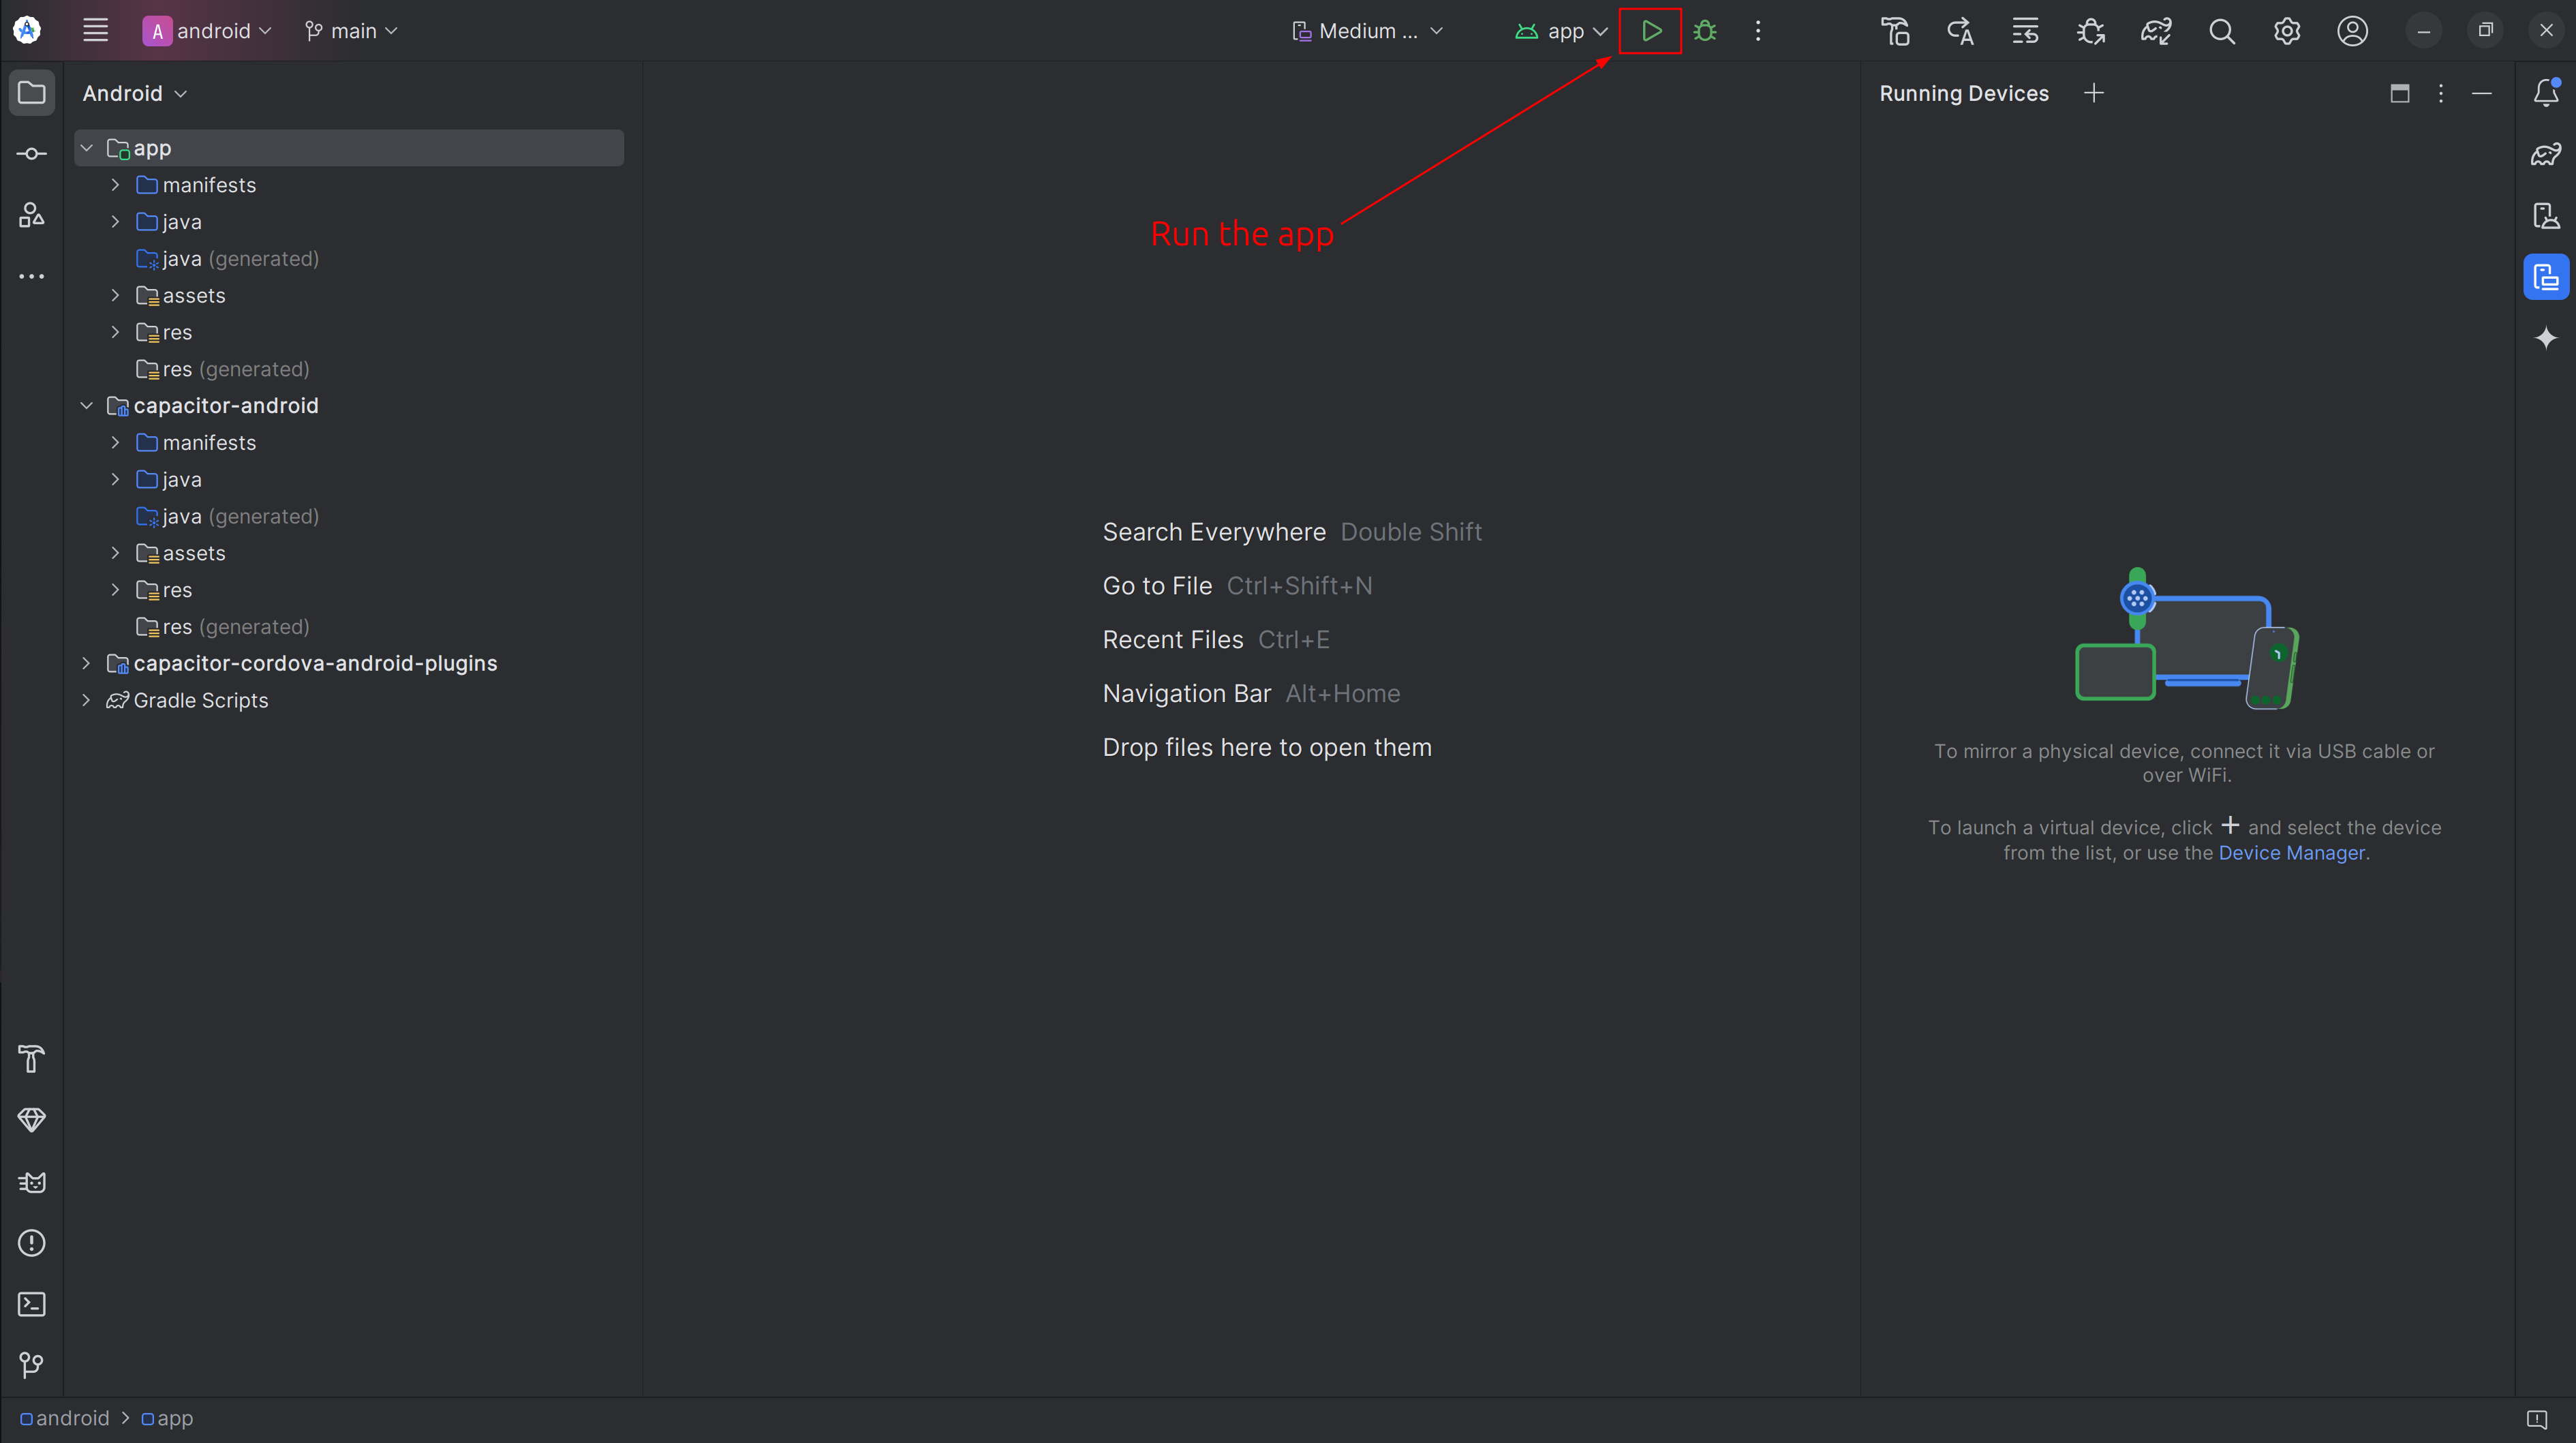 A android main Medium ... app
Android
Running Devices
app
manifests
java
java (generated)
assets
res
res (generated)
capacitor-android
manifests
java
java (generated)
assets
res
res (generated)
capacitor-cordova-android-plugins
Gradle Scripts
Run the app
Search Everywhere Double Shift
Go to File Ctrl+Shift+N
Recent Files Ctrl+E
Navigation Bar Alt+Home
Drop files here to open them
To mirror a physical device, connect it via USB cable or
over WiFi.
To launch a virtual device, click + and select the device
from the list, or use the Device Manager.
android > app